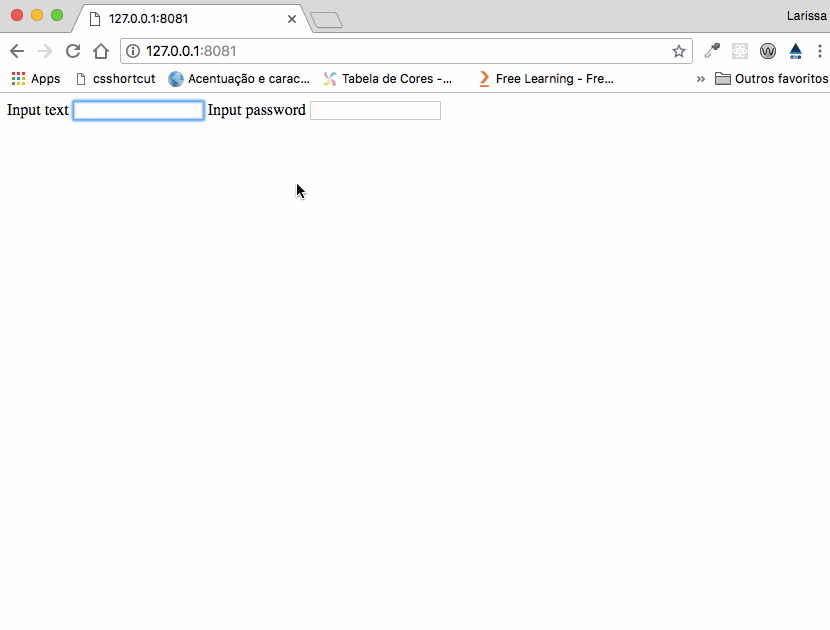 127.0.0.1:8081
Larissa
127.0.0.1:8081
Apps csshortcut Acentuação e carac... Tabela de Cores -... Free Learning - Fre... » Outros favoritos
Input text Input password